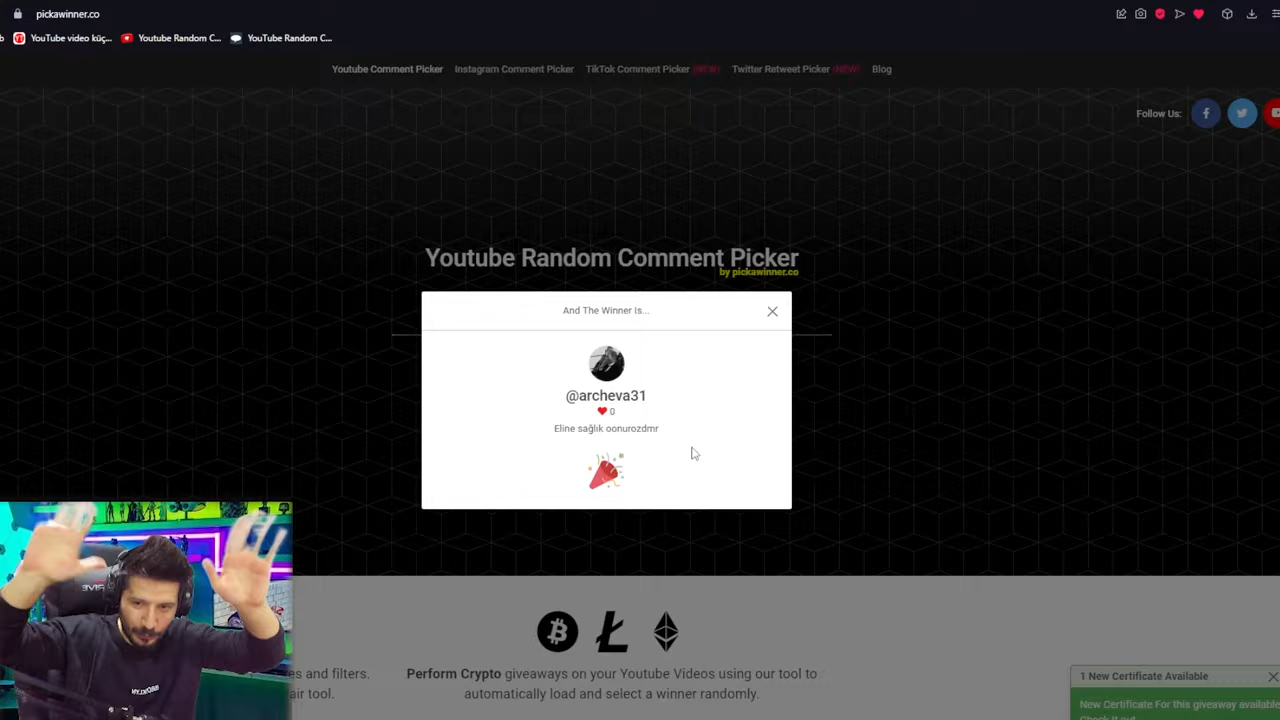 pickawinner.co
YouTube video küç...
Youtube Random C...
YouTube Random C...
Youtube Comment Picker
Instagram Comment Picker
TikTok Comment Picker (NEW)
Twitter Retweet Picker (NEW)
Blog
Follow Us:
Youtube Random Comment Picker
by pickawinner.co
And The Winner Is...
@archeva31
0
Eline sağlık oonurozdmr
es and filters.
air tool.
Perform Crypto giveaways on your Youtube Videos using our tool to
automatically load and select a winner randomly.
1 New Certificate Available
New Certificate For this giveaway available
Check it out